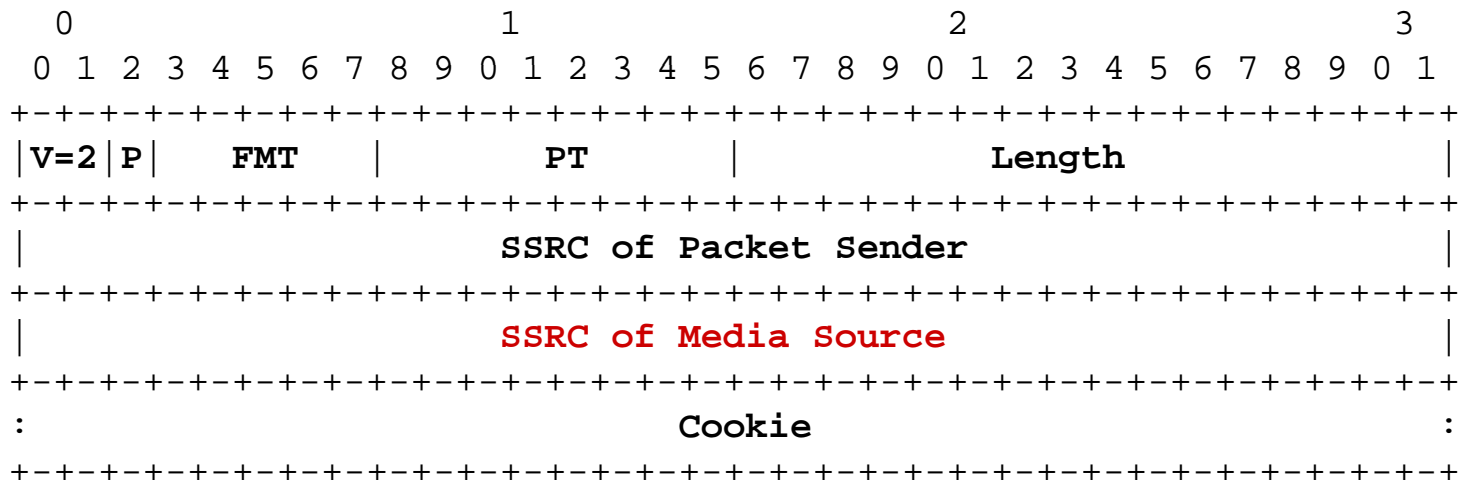 0 1 2 3
0 1 2 3 4 5 6 7 8 9 0 1 2 3 4 5 6 7 8 9 0 1 2 3 4 5 6 7 8 9 0 1
+-+-+-+-+-+-+-+-+-+-+-+-+-+-+-+-+-+-+-+-+-+-+-+-+-+-+-+-+-+-+-+-+
|V=2|P| FMT | PT | Length |
+-+-+-+-+-+-+-+-+-+-+-+-+-+-+-+-+-+-+-+-+-+-+-+-+-+-+-+-+-+-+-+-+
| SSRC of Packet Sender |
+-+-+-+-+-+-+-+-+-+-+-+-+-+-+-+-+-+-+-+-+-+-+-+-+-+-+-+-+-+-+-+-+
| SSRC of Media Source |
+-+-+-+-+-+-+-+-+-+-+-+-+-+-+-+-+-+-+-+-+-+-+-+-+-+-+-+-+-+-+-+-+
: Cookie :
+-+-+-+-+-+-+-+-+-+-+-+-+-+-+-+-+-+-+-+-+-+-+-+-+-+-+-+-+-+-+-+-+